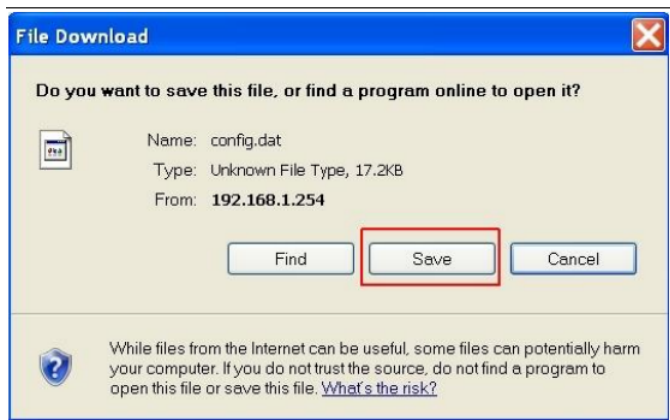 File Download
Do you want to save this file, or find a program online to open it?
Name: config.dat
Type: Unknown File Type, 17.2KB
From: 192.168.1.254
Find Save Cancel
While files from the Internet can be useful, some files can potentially harm
your computer. If you do not trust the source, do not find a program to
open this file or save this file. What's the risk?